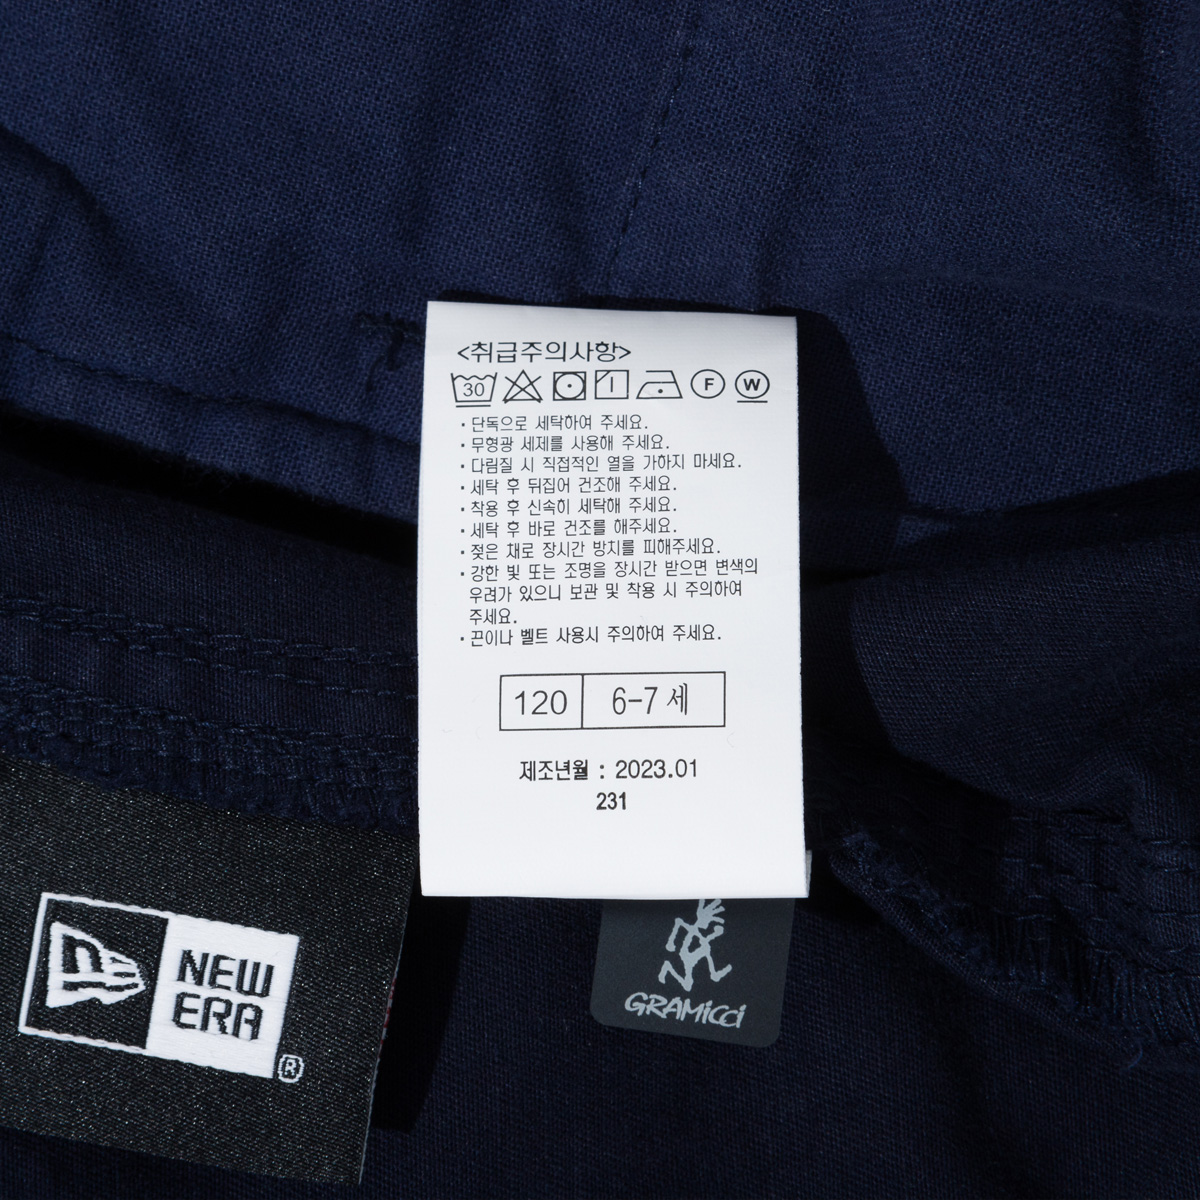 <취급주의사항>
30 F W
· 단독으로 세탁하여 주세요.
· 무형광 세제를 사용해 주세요.
· 다림질 시 직접적인 열을 가하지 마세요.
· 세탁 후 뒤집어 건조해 주세요.
· 착용 후 신속히 세탁해 주세요.
· 세탁 후 바로 건조를 해주세요.
· 젖은 채로 장시간 방치를 피해주세요.
· 강한 빛 또는 조명을 장시간 받으면 변색의
우려가 있으니 보관 및 착용 시 주의하여
주세요.
· 끈이나 벨트 사용시 주의하여 주세요.
120 6-7 세
제조년월 : 2023.01
231
NEW
ERA
®
GRAMicci